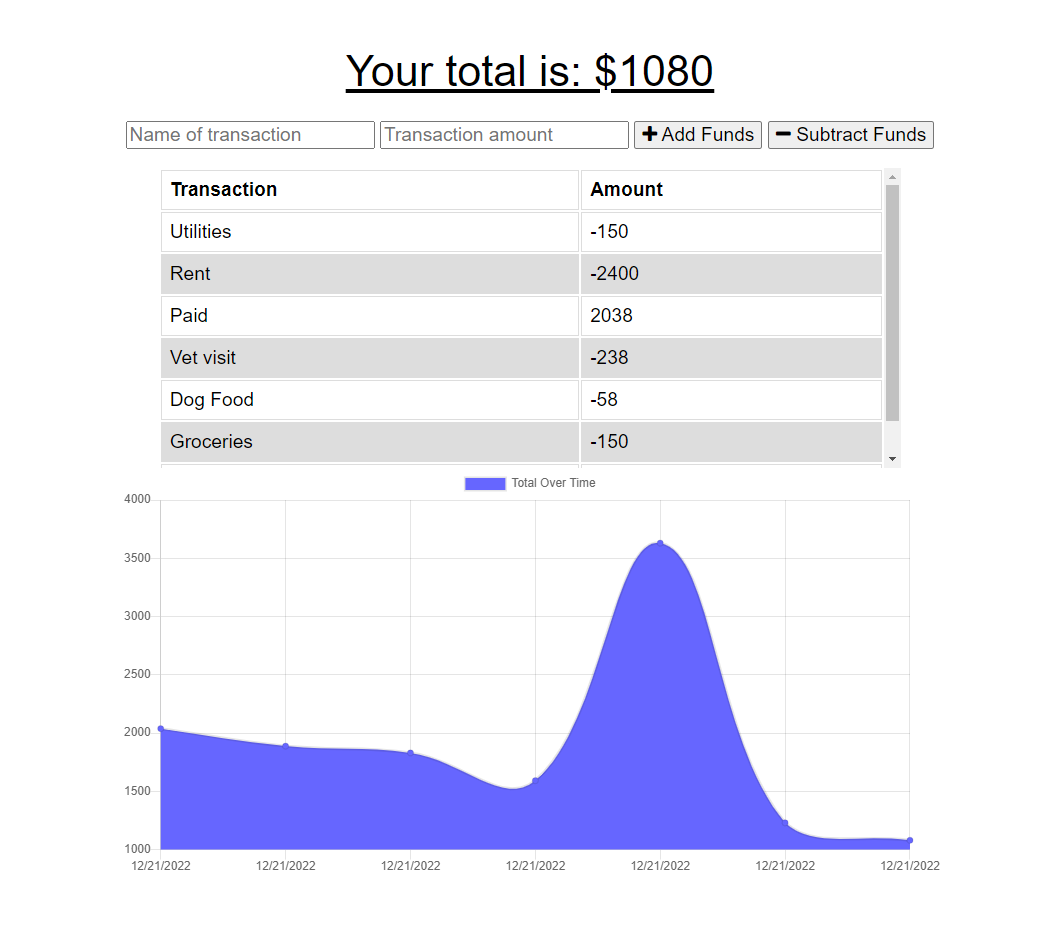 Your total is: $1080
Name of transaction Transaction amount Add Funds Subtract Funds
Transaction Amount
Utilities -150
Rent -2400
Paid 2038
Vet visit -238
Dog Food -58
Groceries -150
Total Over Time
4000
3500
3000
2500
2000
1500
1000
12/21/2022 12/21/2022 12/21/2022 12/21/2022 12/21/2022 12/21/2022 12/21/2022